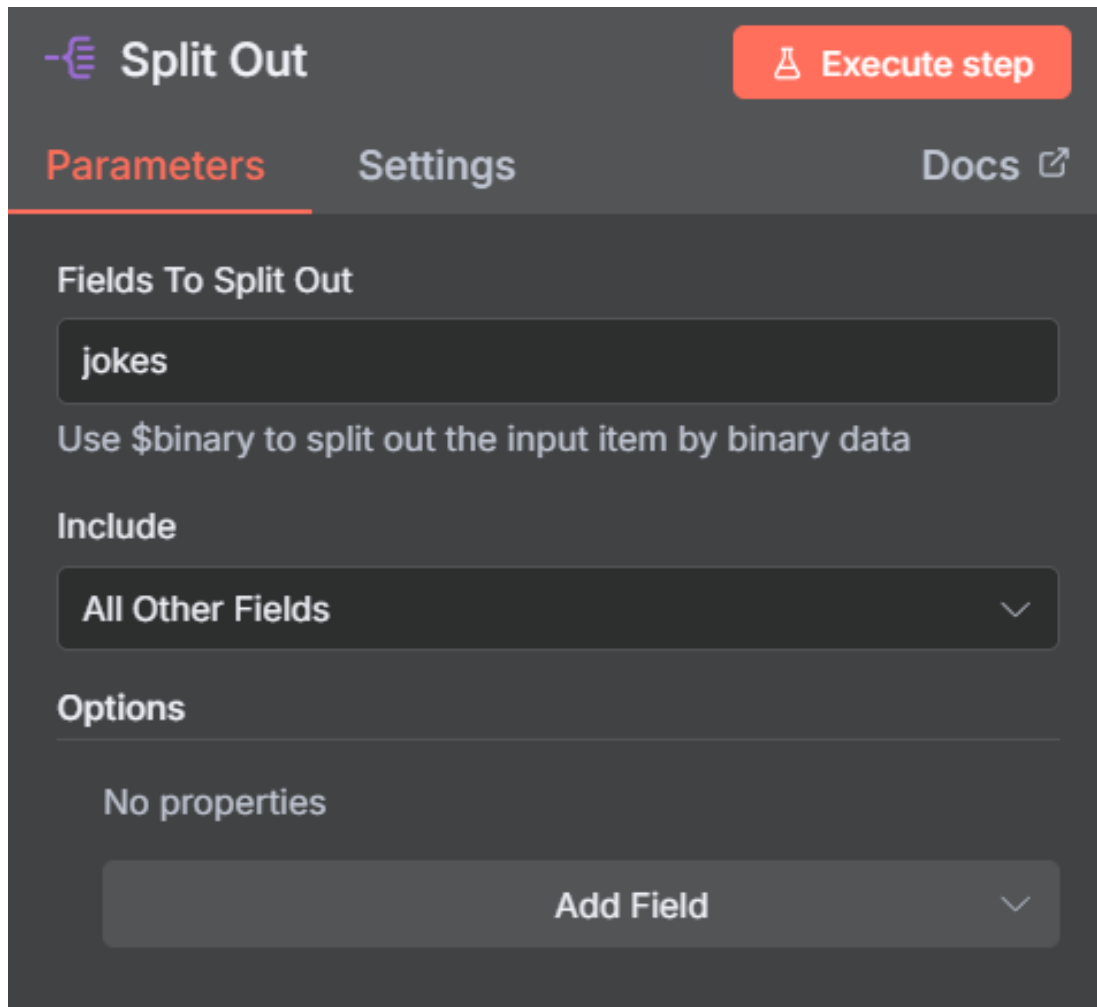 Split Out
Execute step
Parameters
Settings
Docs
Fields To Split Out
jokes
Use $binary to split out the input item by binary data
Include
All Other Fields
Options
No properties
Add Field